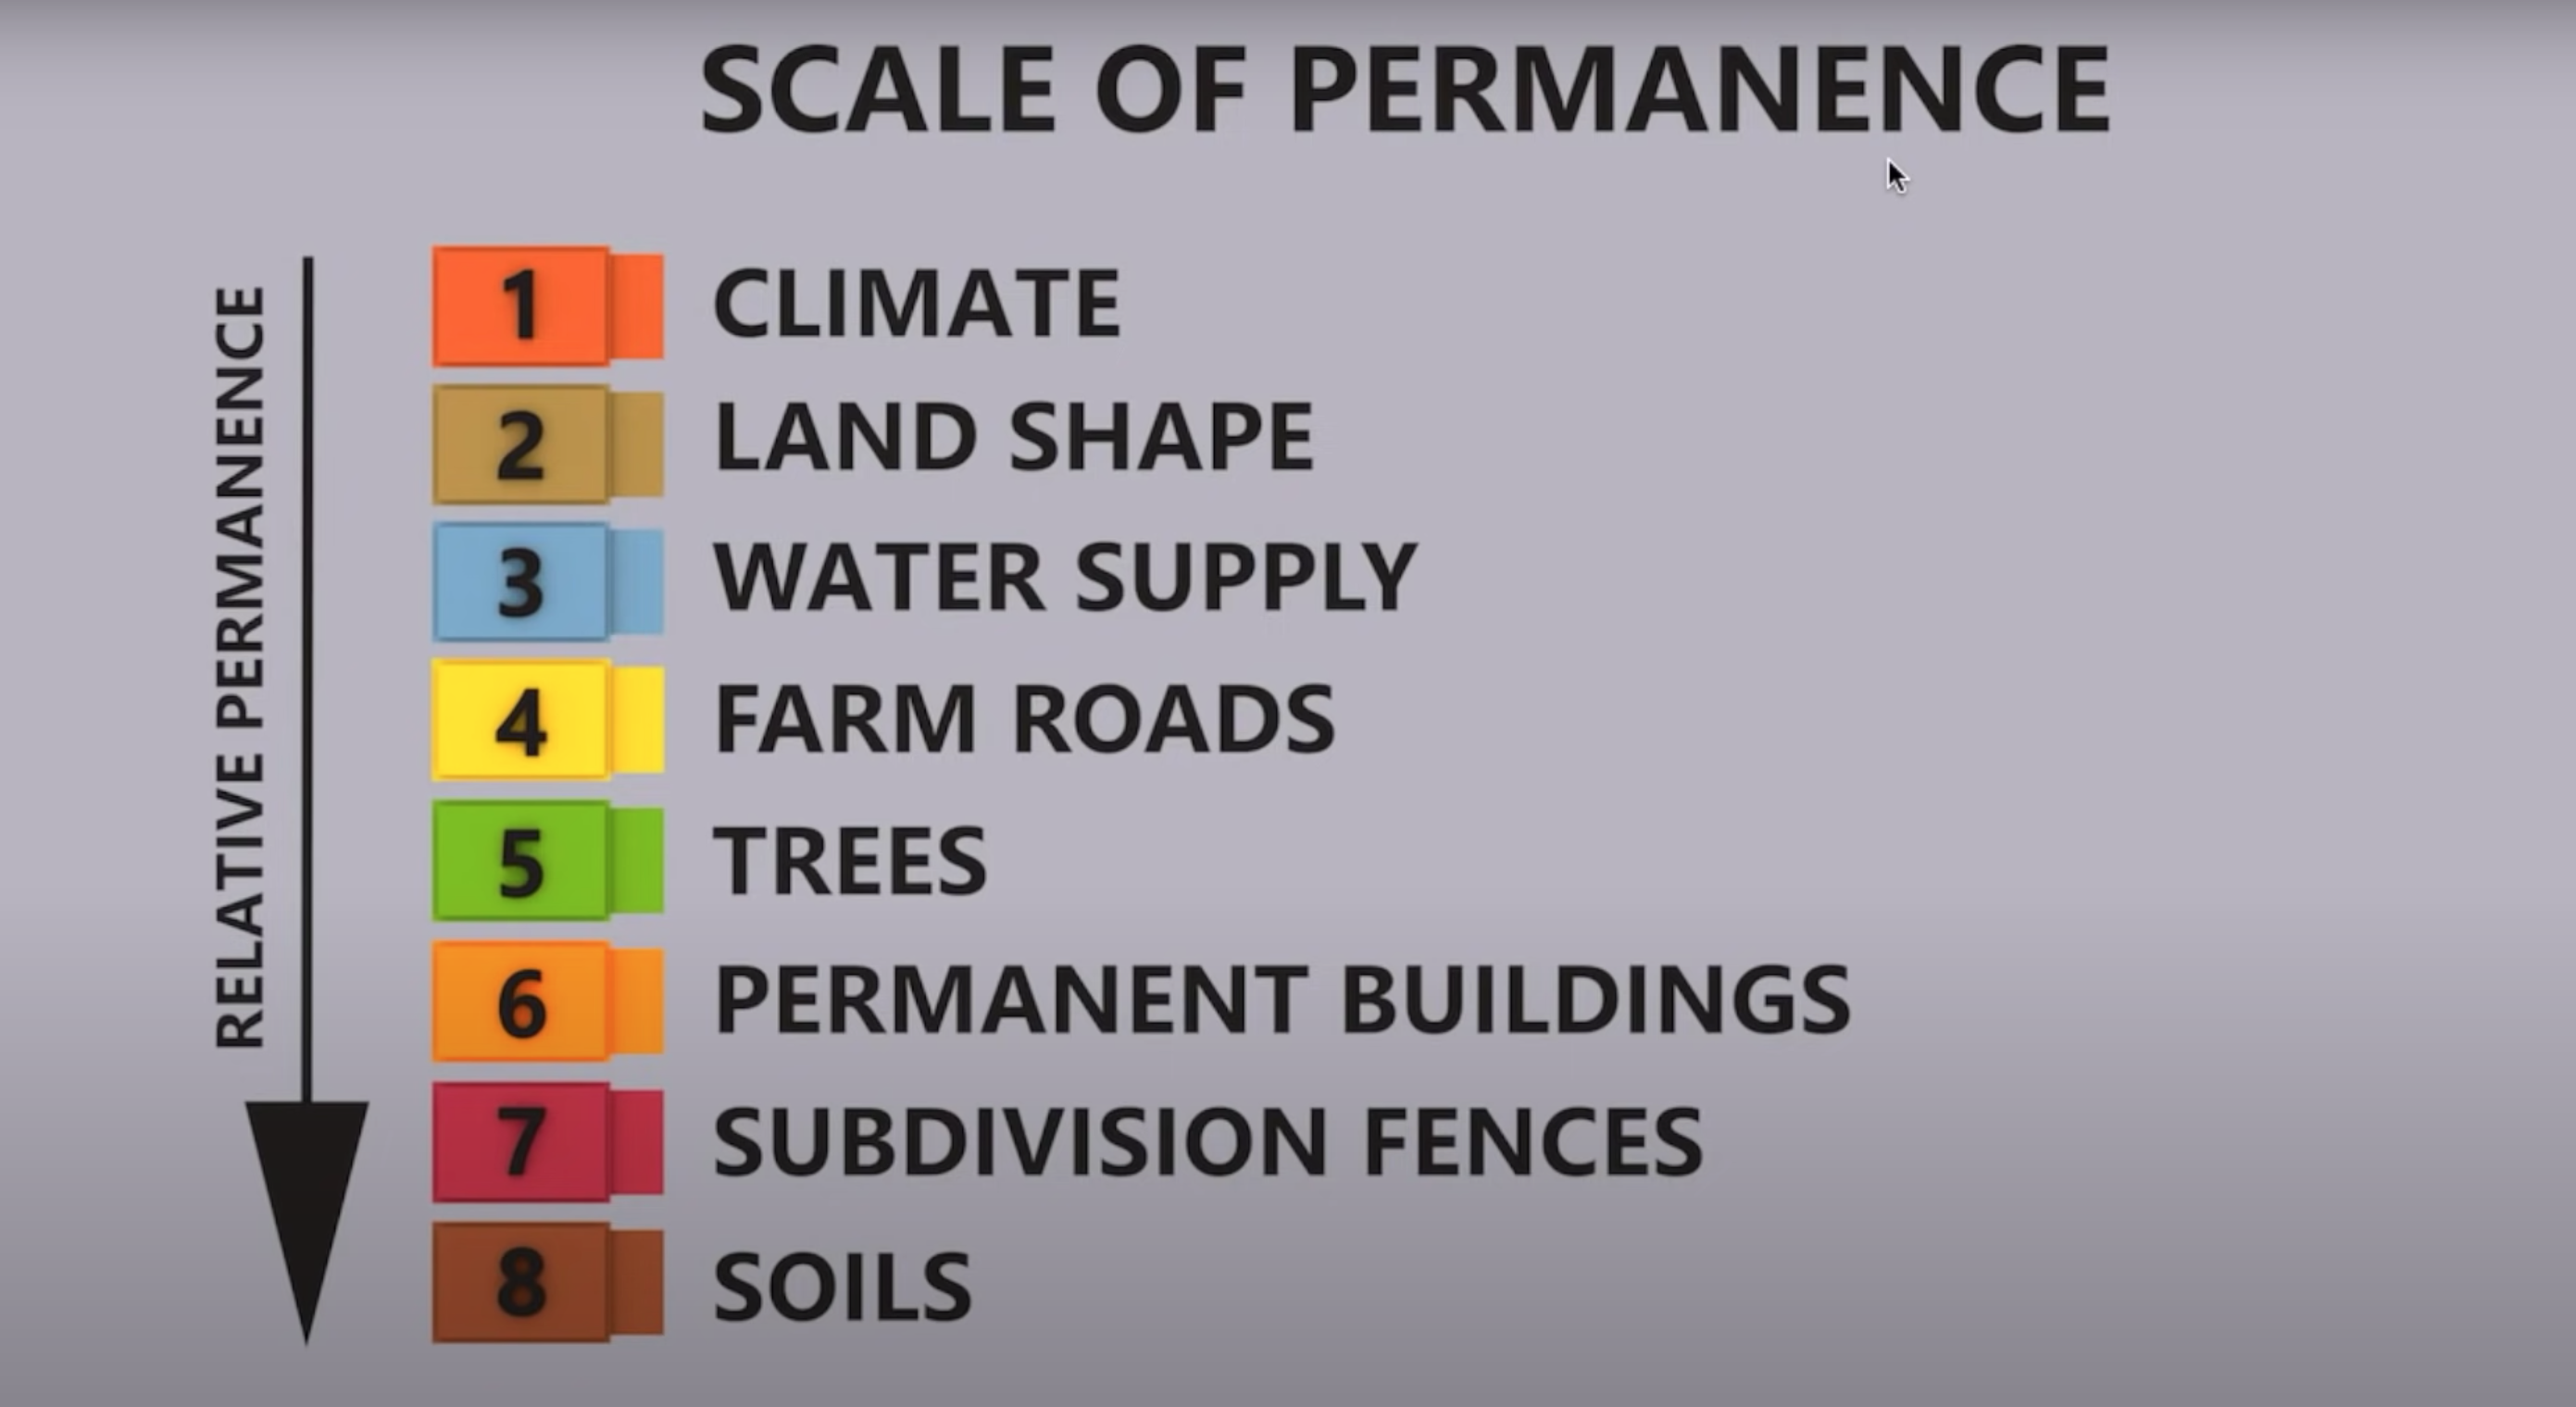 SCALE OF PERMANENCE
RELATIVE PERMANENCE
1 CLIMATE
2 LAND SHAPE
3 WATER SUPPLY
4 FARM ROADS
5 TREES
6 PERMANENT BUILDINGS
7 SUBDIVISION FENCES
8 SOILS